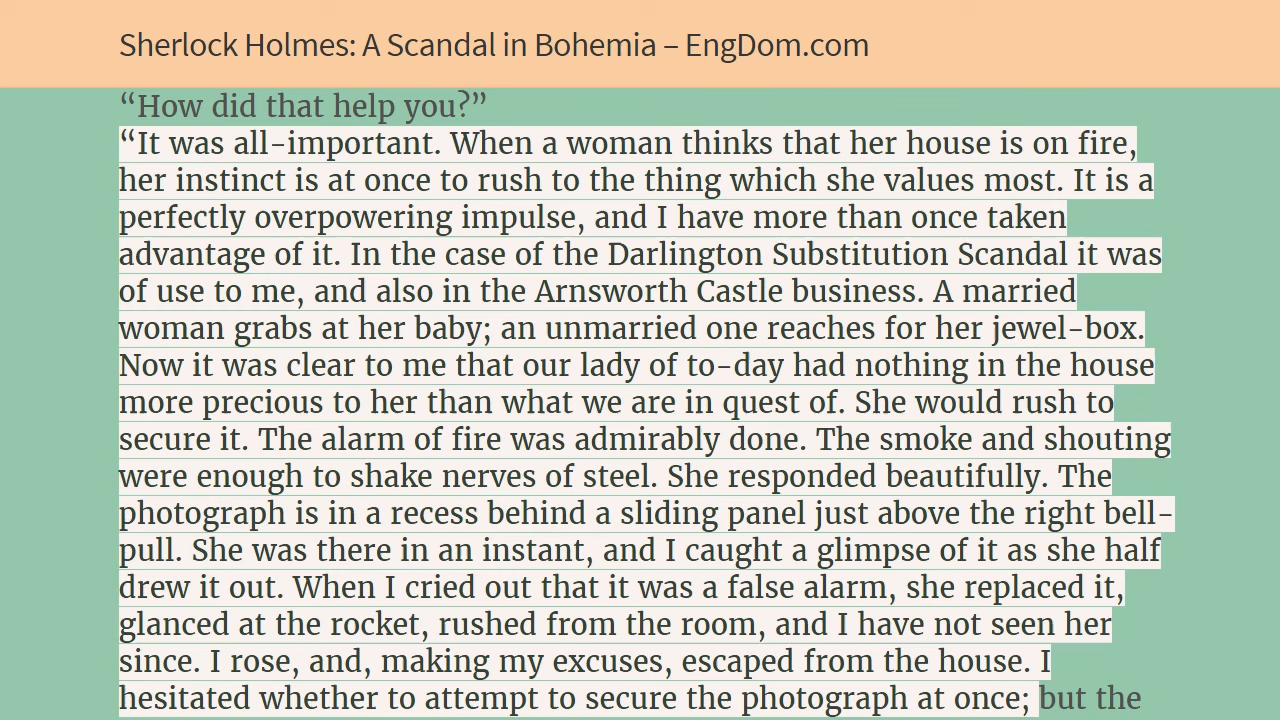 Sherlock Holmes: A Scandal in Bohemia – EngDom.com
“How did that help you?”
“It was all-important. When a woman thinks that her house is on fire,
her instinct is at once to rush to the thing which she values most. It is a
perfectly overpowering impulse, and I have more than once taken
advantage of it. In the case of the Darlington Substitution Scandal it was
of use to me, and also in the Arnsworth Castle business. A married
woman grabs at her baby; an unmarried one reaches for her jewel-box.
Now it was clear to me that our lady of to-day had nothing in the house
more precious to her than what we are in quest of. She would rush to
secure it. The alarm of fire was admirably done. The smoke and shouting
were enough to shake nerves of steel. She responded beautifully. The
photograph is in a recess behind a sliding panel just above the right bell-
pull. She was there in an instant, and I caught a glimpse of it as she half
drew it out. When I cried out that it was a false alarm, she replaced it,
glanced at the rocket, rushed from the room, and I have not seen her
since. I rose, and, making my excuses, escaped from the house. I
hesitated whether to attempt to secure the photograph at once; but the